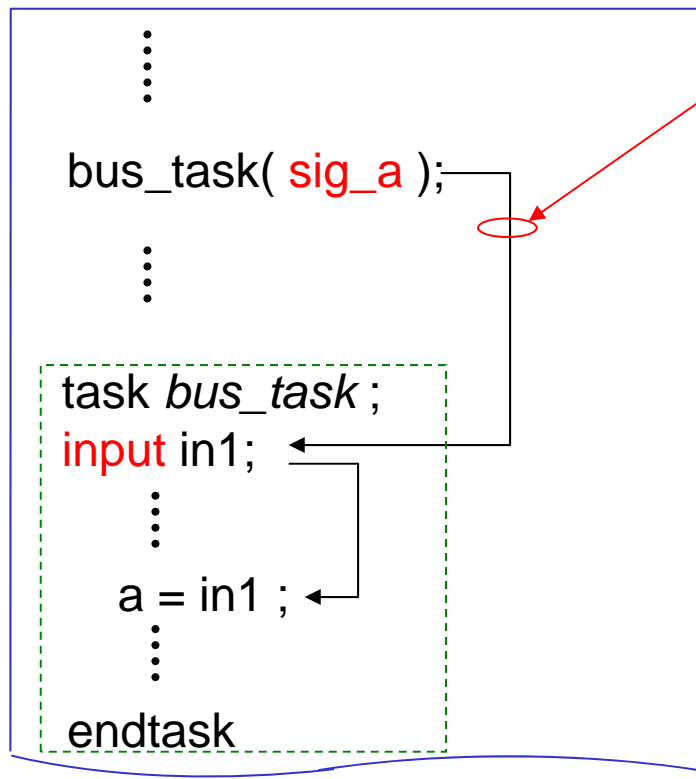 bus_task( sig_a );
task bus_task ;
input in1;
a = in1 ;
endtask